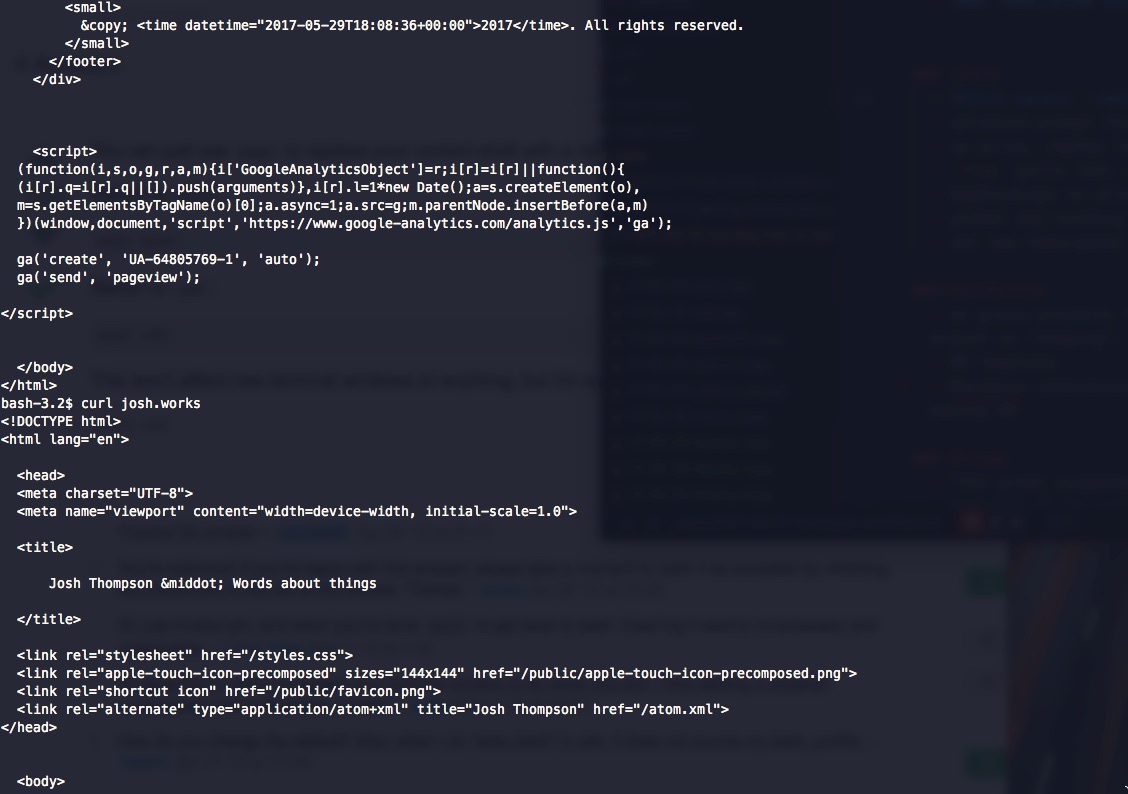 <small>
&copy; <time datetime="2017-05-29T18:08:36+00:00">2017</time>. All rights reserved.
</small>
</footer>
</div>
<script>
(function(i,s,o,g,r,a,m){i['GoogleAnalyticsObject']=r;i[r]=i[r]||function(){
(i[r].q=i[r].q||[]).push(arguments)},i[r].l=1*new Date();a=s.createElement(o),
m=s.getElementsByTagName(o)[0];a.async=1;a.src=g;m.parentNode.insertBefore(a,m)
})(window,document,'script','https://www.google-analytics.com/analytics.js','ga');
ga('create', 'UA-64805769-1', 'auto');
ga('send', 'pageview');
</script>
</body>
</html>
bash-3.2$ curl josh.works
<!DOCTYPE html>
<html lang="en">
<head>
<meta charset="UTF-8">
<meta name="viewport" content="width=device-width, initial-scale=1.0">
<title>
Josh Thompson &middot; Words about things
</title>
<link rel="stylesheet" href="/styles.css">
<link rel="apple-touch-icon-precomposed" sizes="144x144" href="/public/apple-touch-icon-precomposed.png">
<link rel="shortcut icon" href="/public/favicon.png">
<link rel="alternate" type="application/atom+xml" title="Josh Thompson" href="/atom.xml">
</head>
<body>